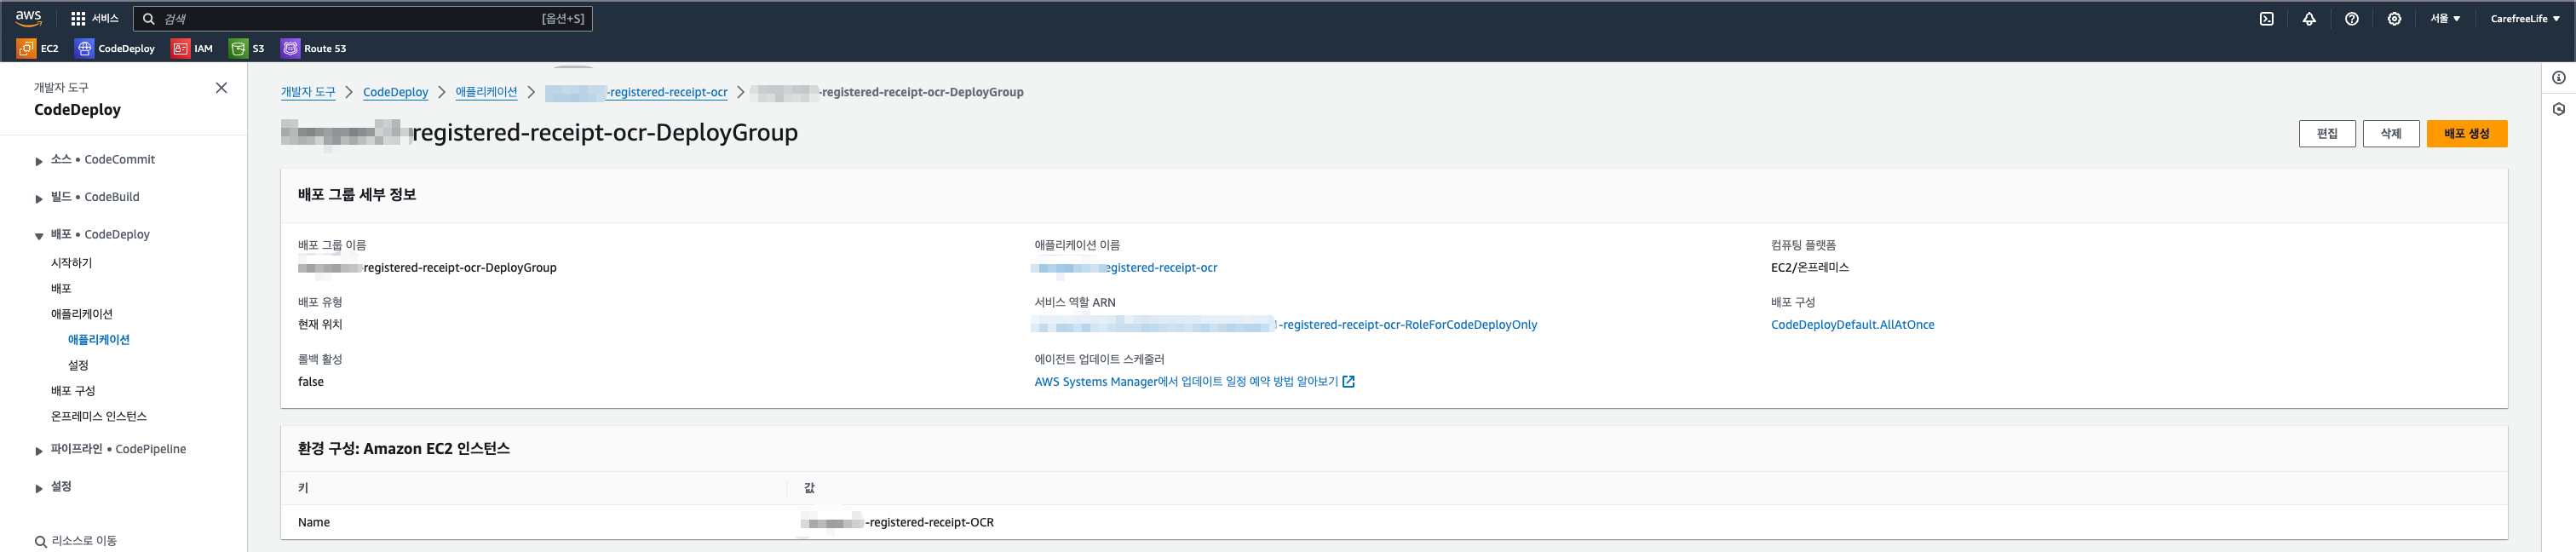 aws
서비스
검색
[옵션+S]
서울
CarefreeLife
EC2
CodeDeploy
IAM
S3
Route 53
개발자 도구
CodeDeploy
소스 • CodeCommit
빌드 • CodeBuild
배포 • CodeDeploy
시작하기
배포
애플리케이션
애플리케이션
설정
배포 구성
온프레미스 인스턴스
파이프라인 • CodePipeline
설정
리소스로 이동
개발자 도구 > CodeDeploy > 애플리케이션 > -registered-receipt-ocr > -registered-receipt-ocr-DeployGroup
registered-receipt-ocr-DeployGroup
편집
삭제
배포 생성
배포 그룹 세부 정보
배포 그룹 이름
-registered-receipt-ocr-DeployGroup
애플리케이션 이름
egistered-receipt-ocr
컴퓨팅 플랫폼
EC2/온프레미스
배포 유형
현재 위치
서비스 역할 ARN
-registered-receipt-ocr-RoleForCodeDeployOnly
배포 구성
CodeDeployDefault.AllAtOnce
롤백 활성
false
에이전트 업데이트 스케줄러
AWS Systems Manager에서 업데이트 일정 예약 방법 알아보기
환경 구성: Amazon EC2 인스턴스
키
값
Name
-registered-receipt-OCR